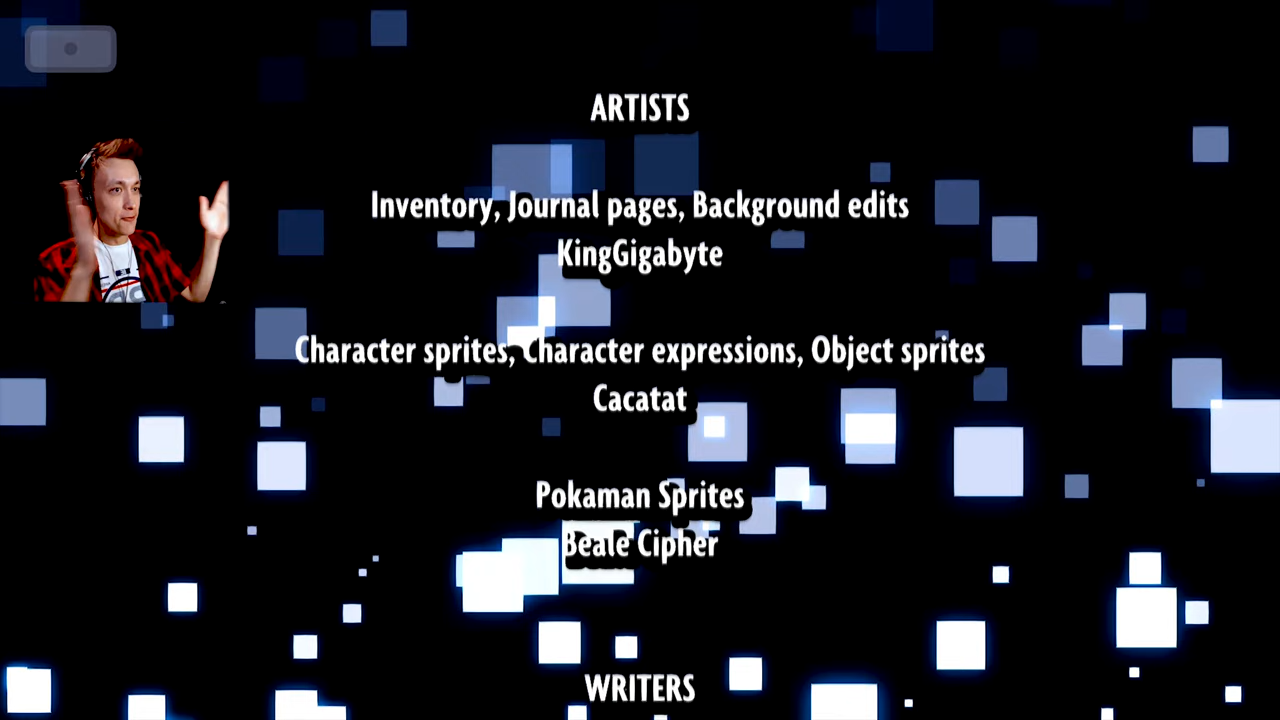 ARTISTS
Inventory, Journal pages, Background edits
KingGigabyte
Character sprites, Character expressions, Object sprites
Cacatat
Pokaman Sprites
Beale Cipher
WRITERS